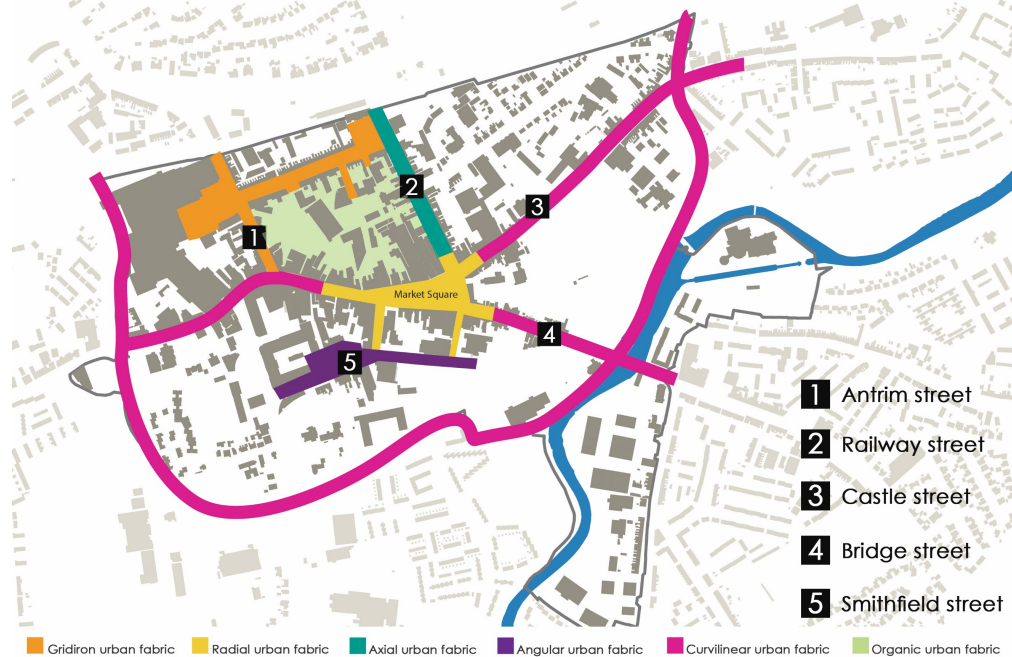 2
3
1
Market Square
4
5
1 Antrim street
2 Railway street
3 Castle street
4 Bridge street
5 Smithfield street
Gridiron urban fabric Radial urban fabric Axial urban fabric Angular urban fabric Curvilinear urban fabric Organic urban fabric